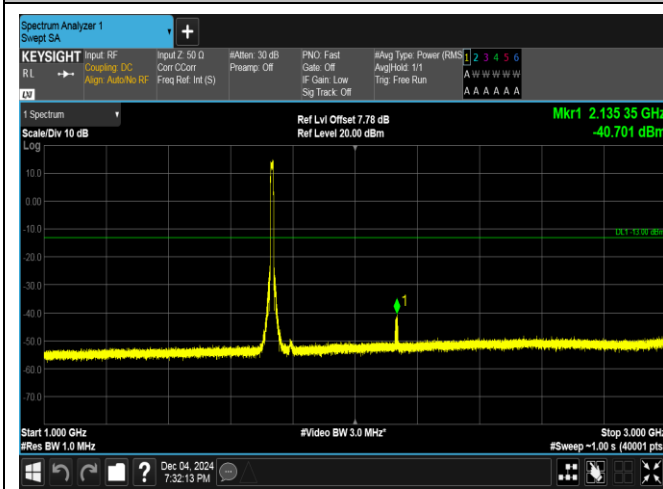 Spectrum Analyzer 1
Swept SA
KEYSIGHT Input: RF Input Z: 50 Ω #Atten: 30 dB PNO: Fast #Avg Type: Power (RMS 1 2 3 4 5 6
RL Coupling: DC Corr CCorr Preamp: Off Gate: Off Avg|Hold: 1/1 A W W W W W
Align: Auto/No RF Freq Ref: Int (S) IF Gain: Low Trig: Free Run
LXI Sig Track: Off A A A A A A
1 Spectrum Ref Lvl Offset 7.78 dB Mkr1 2.135 35 GHz
Scale/Div 10 dB Ref Level 20.00 dBm -40.701 dBm
Log
10.0
0.00
-10.0
DL1 -13.00 dBm
-20.0
-30.0
1
-40.0
-50.0
-60.0
-70.0
Start 1.000 GHz #Video BW 3.0 MHz* Stop 3.000 GHz
#Res BW 1.0 MHz #Sweep ~1.00 s (40001 pts
? Dec 04, 2024
7:32:13 PM